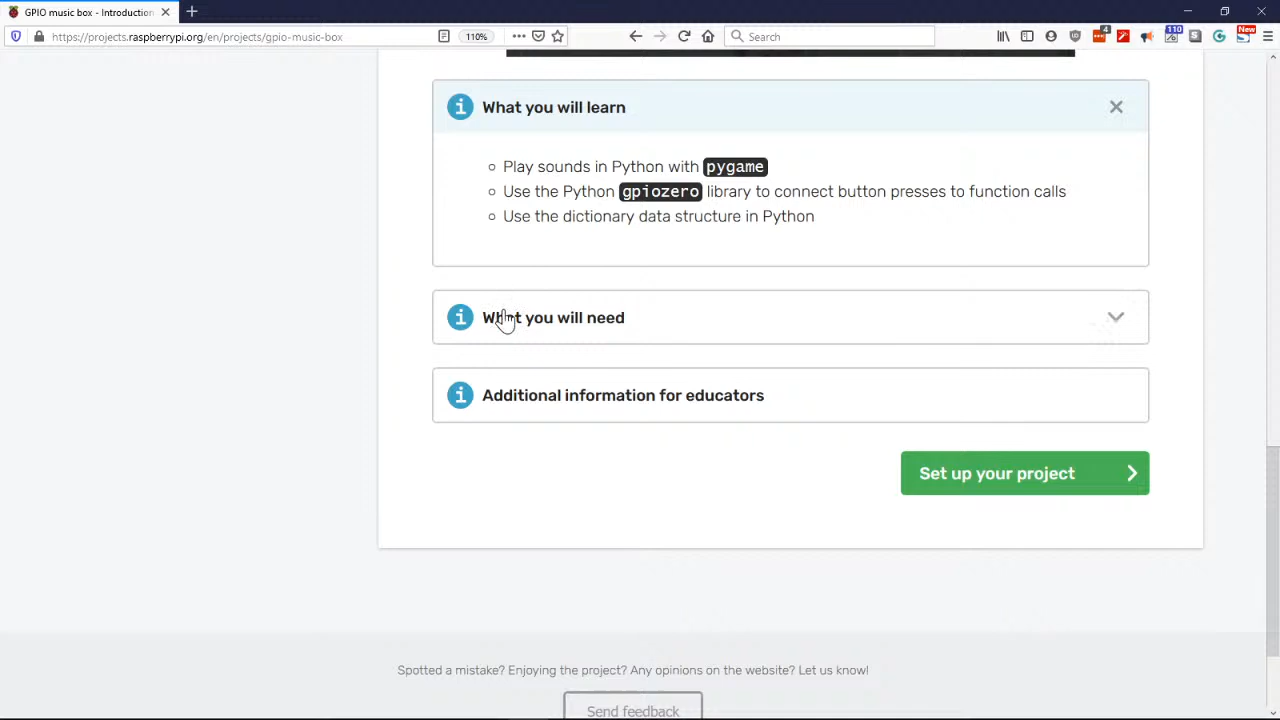 GPIO music box - Introduction
https://projects.raspberrypi.org/en/projects/gpio-music-box
110%
Search
4
110
New
What you will learn
Play sounds in Python with pygame
Use the Python gpiozero library to connect button presses to function calls
Use the dictionary data structure in Python
What you will need
Additional information for educators
Set up your project
Spotted a mistake? Enjoying the project? Any opinions on the website? Let us know!
Send feedback